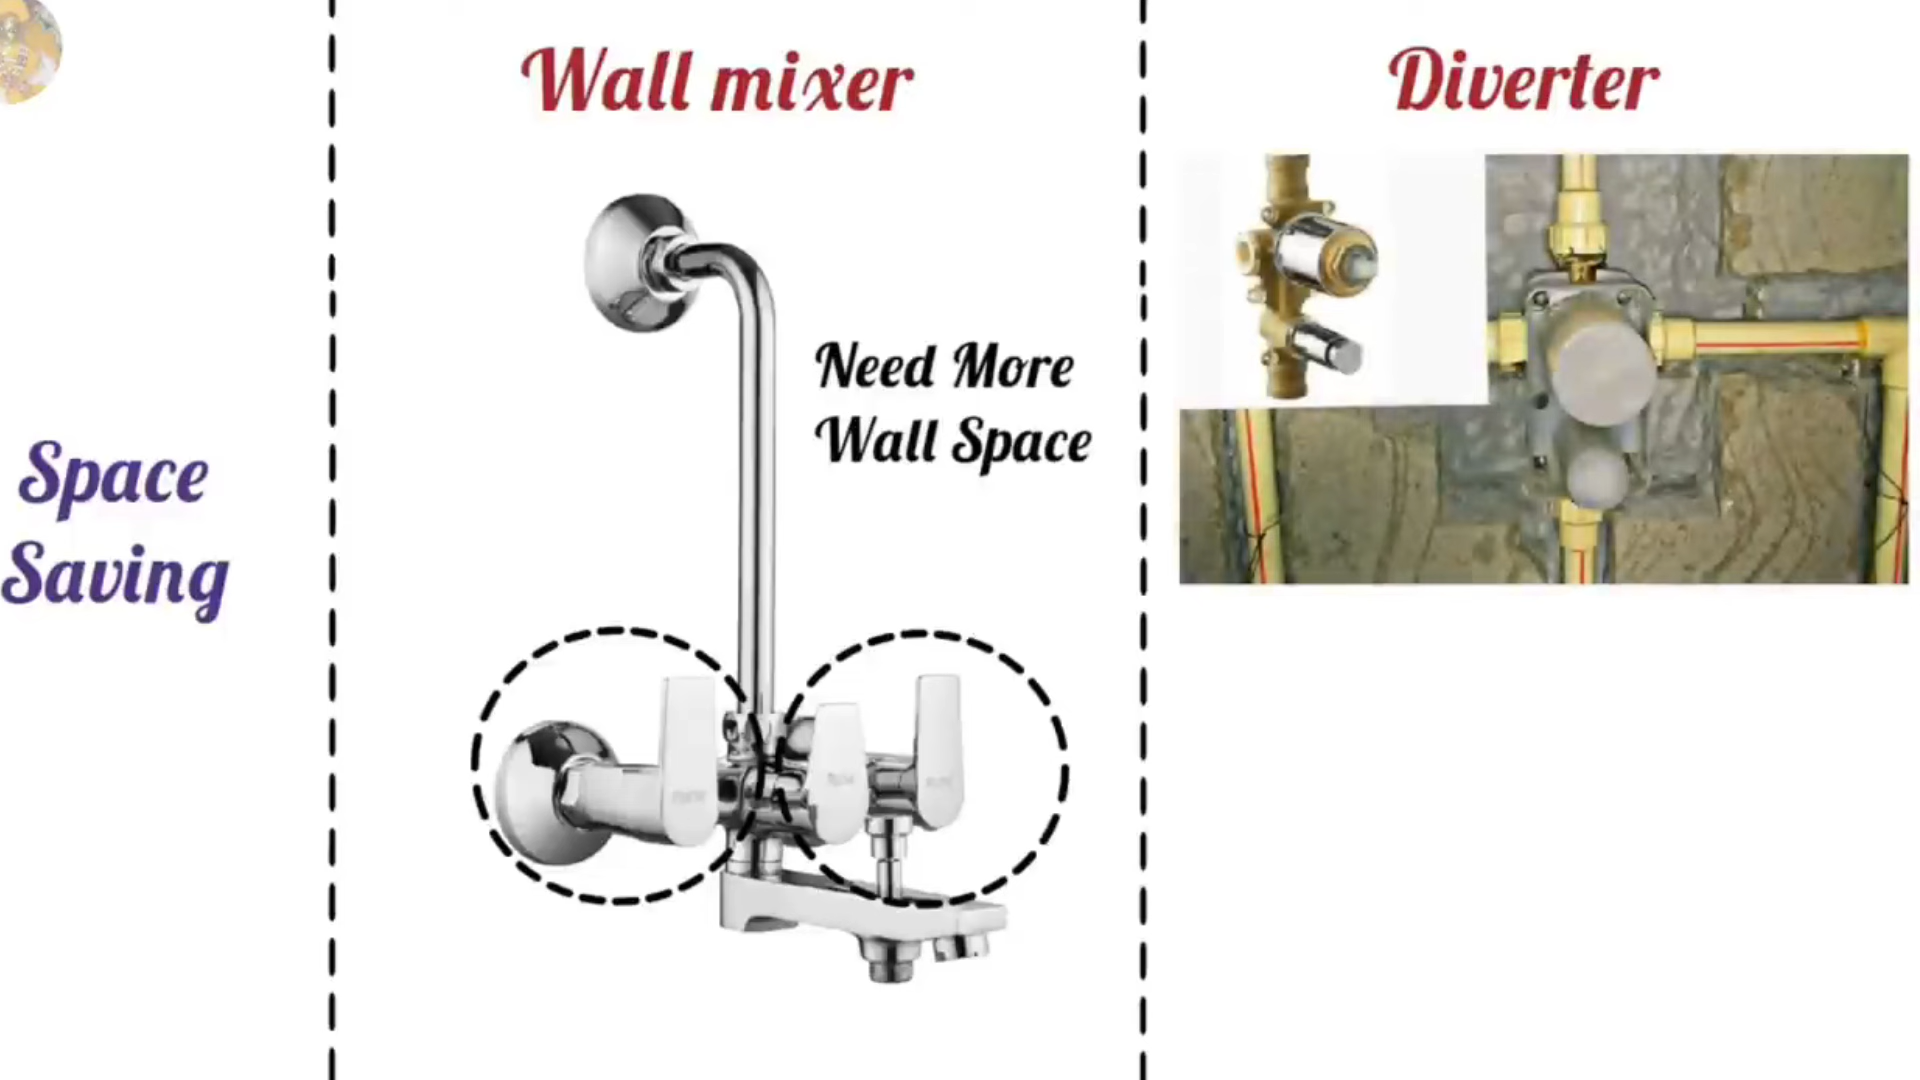 Wall mixer
Diverter
Need More
Wall Space
Space
Saving